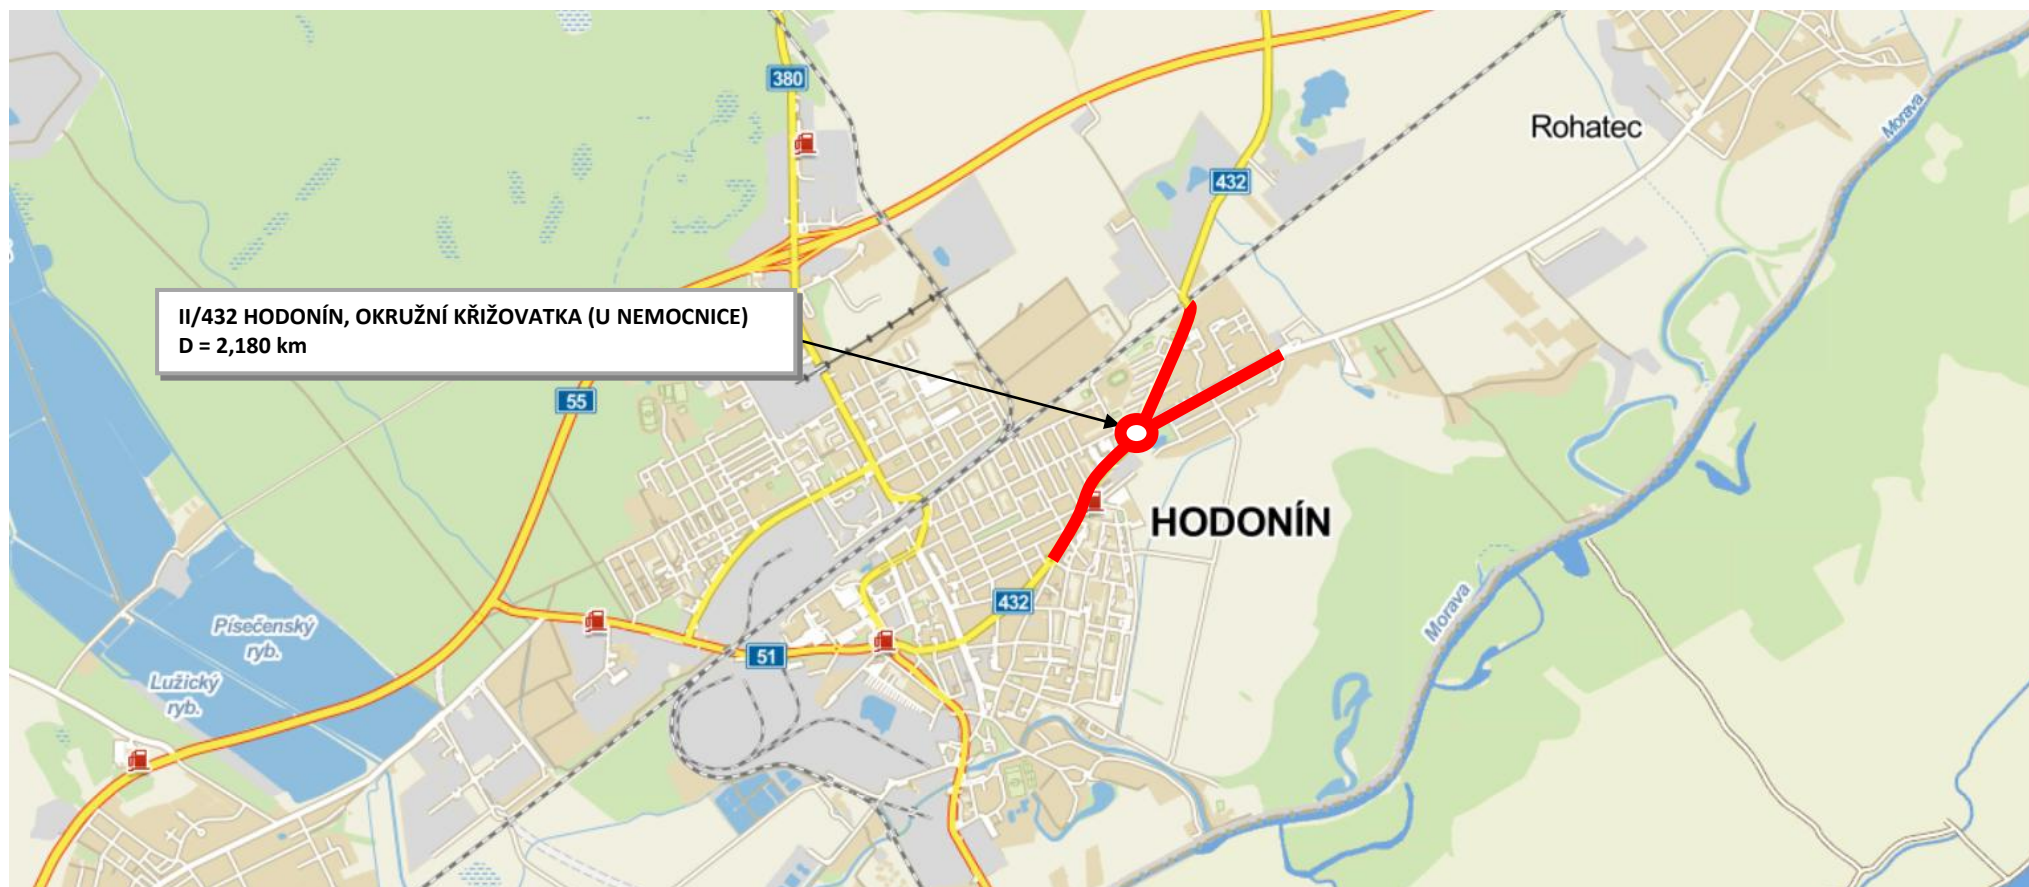 380
Rohatec
Morava
432
II/432 HODONÍN, OKRUŽNÍ KŘIŽOVATKA (U NEMOCNICE)
D = 2,180 km
55
HODONÍN
432
Morava
Písečenský
ryb.
51
Lužický
ryb.